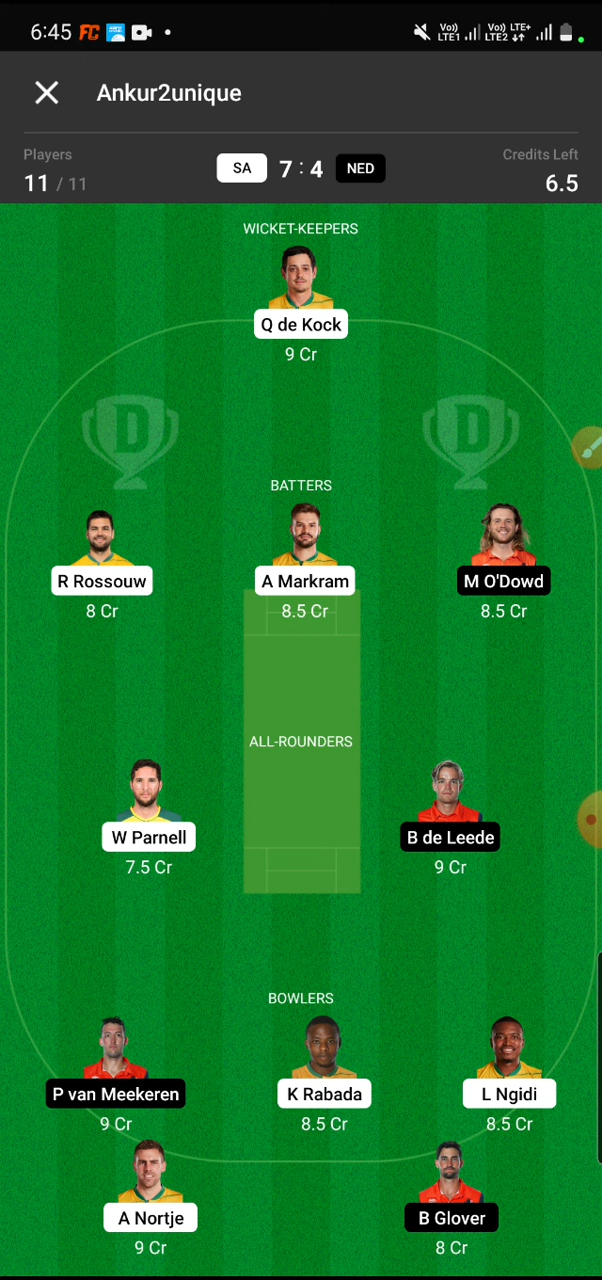 6:45 FC
Vo)) LTE1 Vo)) LTE2 LTE+
Ankur2unique
Players
Credits Left
11 / 11
SA 7 : 4 NED
6.5
WICKET-KEEPERS
Q de Kock
9 Cr
D D
BATTERS
R Rossouw A Markram M O'Dowd
8 Cr 8.5 Cr 8.5 Cr
ALL-ROUNDERS
W Parnell B de Leede
7.5 Cr 9 Cr
BOWLERS
P van Meekeren K Rabada L Ngidi
9 Cr 8.5 Cr 8.5 Cr
A Nortje B Glover
9 Cr 8 Cr